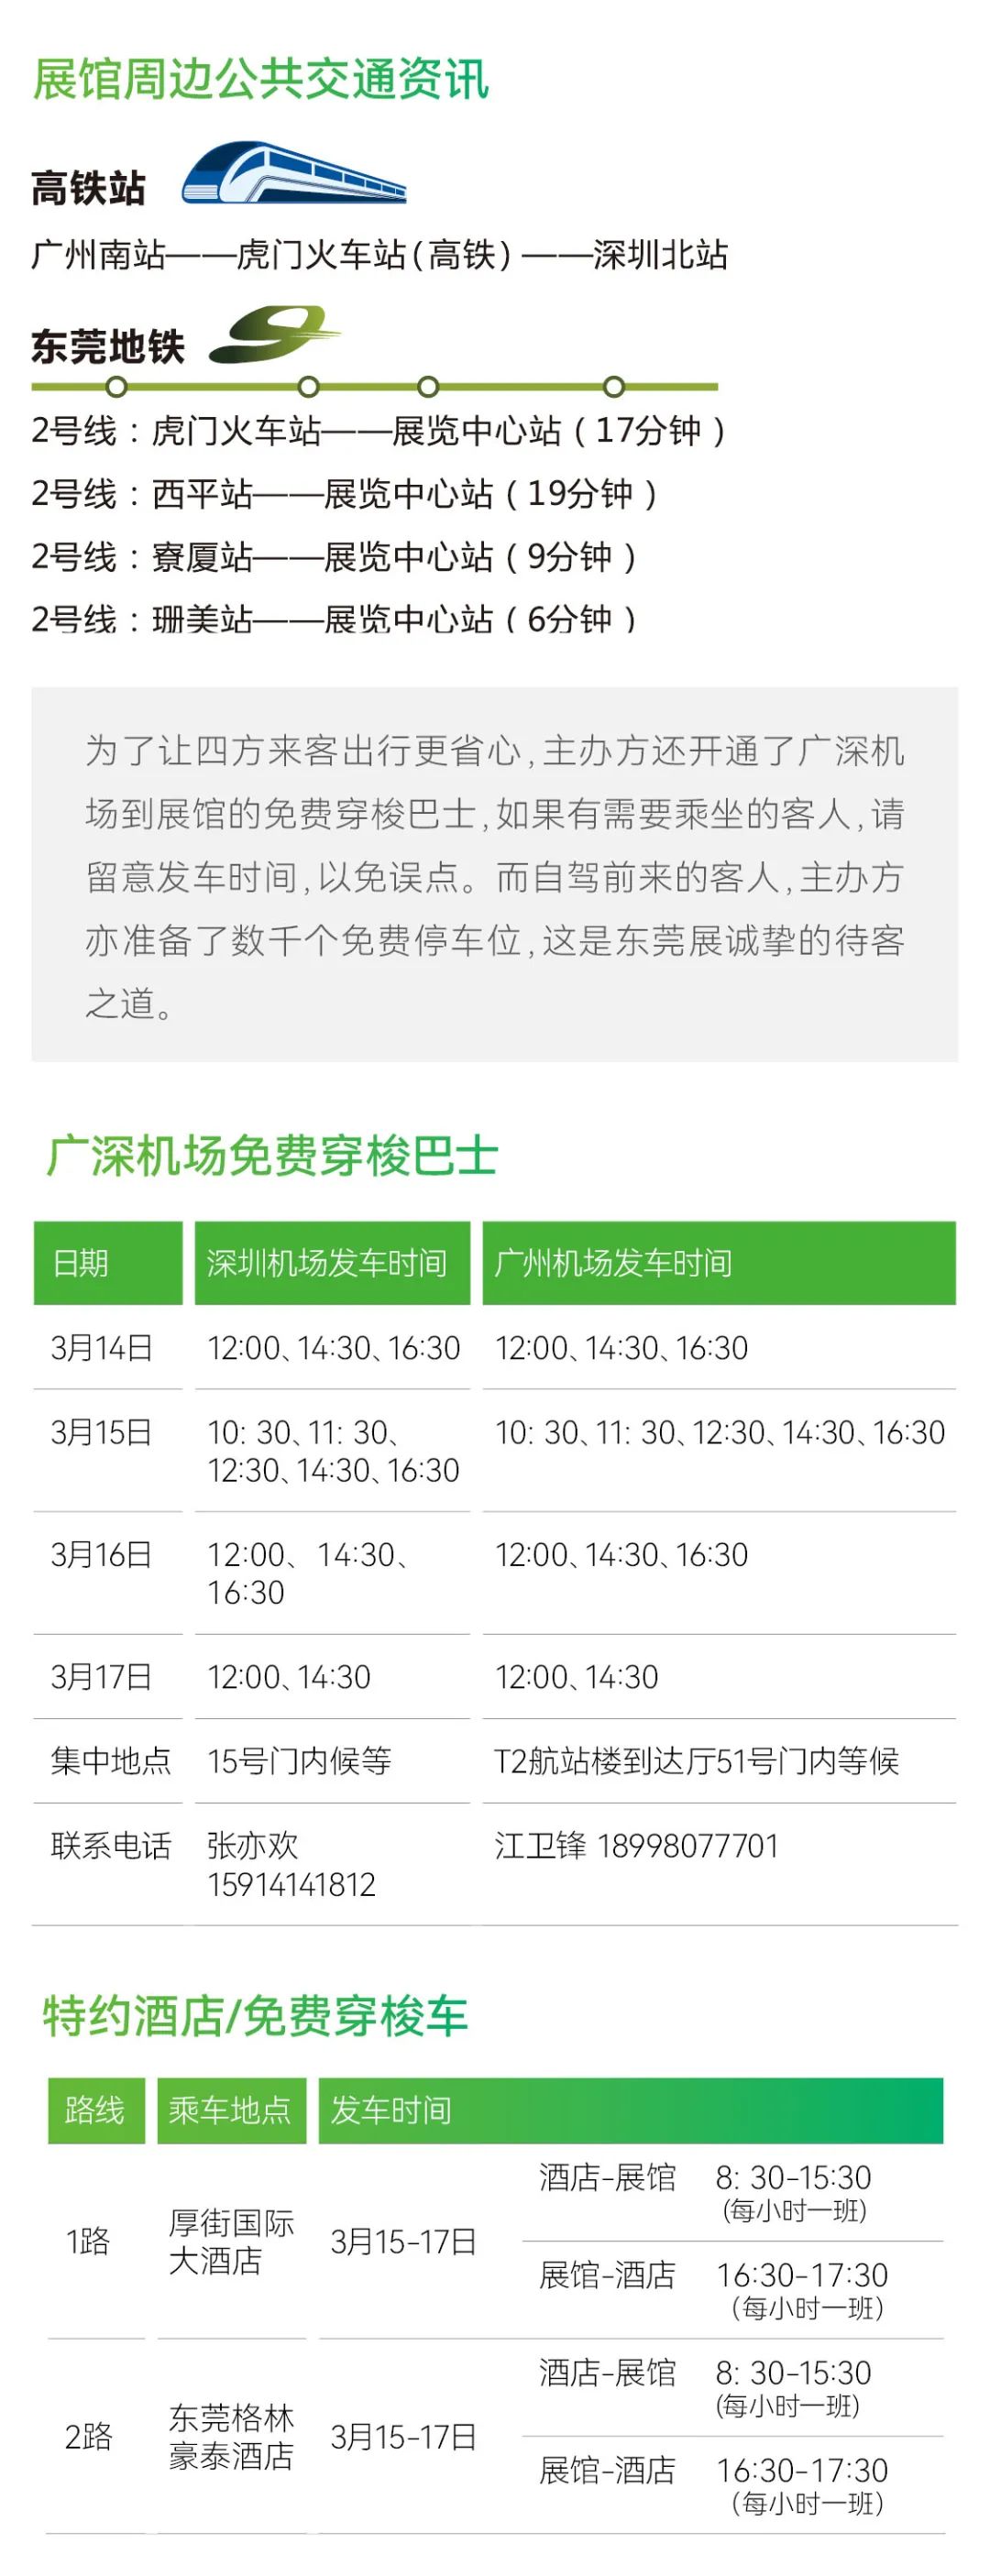 展馆周边公共交通资讯
高铁站
广州南站——虎门火车站(高铁)——深圳北站
东莞地铁
2号线：虎门火车站——展览中心站（17分钟）
2号线：西平站——展览中心站（19分钟）
2号线：寮厦站——展览中心站（9分钟）
2号线：珊美站——展览中心站（6分钟）
为了让四方来客出行更省心,主办方还开通了广深机
场到展馆的免费穿梭巴士,如果有需要乘坐的客人,请
留意发车时间,以免误点。而自驾前来的客人,主办方
亦准备了数千个免费停车位,这是东莞展诚挚的待客
之道。
广深机场免费穿梭巴士
日期 深圳机场发车时间 广州机场发车时间
3月14日 12:00、14:30、16:30 12:00、14:30、16:30
3月15日 10: 30、11: 30、 10: 30、11: 30、12:30、14:30、16:30
12:30、14:30、16:30
3月16日 12:00、 14:30、 12:00、14:30、16:30
16:30
3月17日 12:00、14:30 12:00、14:30
集中地点 15号门内候等 T2航站楼到达厅51号门内等候
联系电话 张亦欢 江卫锋 18998077701
15914141812
特约酒店/免费穿梭车
路线 乘车地点 发车时间
1路 厚街国际
大酒店
3月15-17日
酒店-展馆 8: 30-15:30
(每小时一班)
展馆-酒店 16:30-17:30
（每小时一班）
2路 东莞格林
豪泰酒店
3月15-17日
酒店-展馆 8: 30-15:30
(每小时一班)
展馆-酒店 16:30-17:30
（每小时一班）